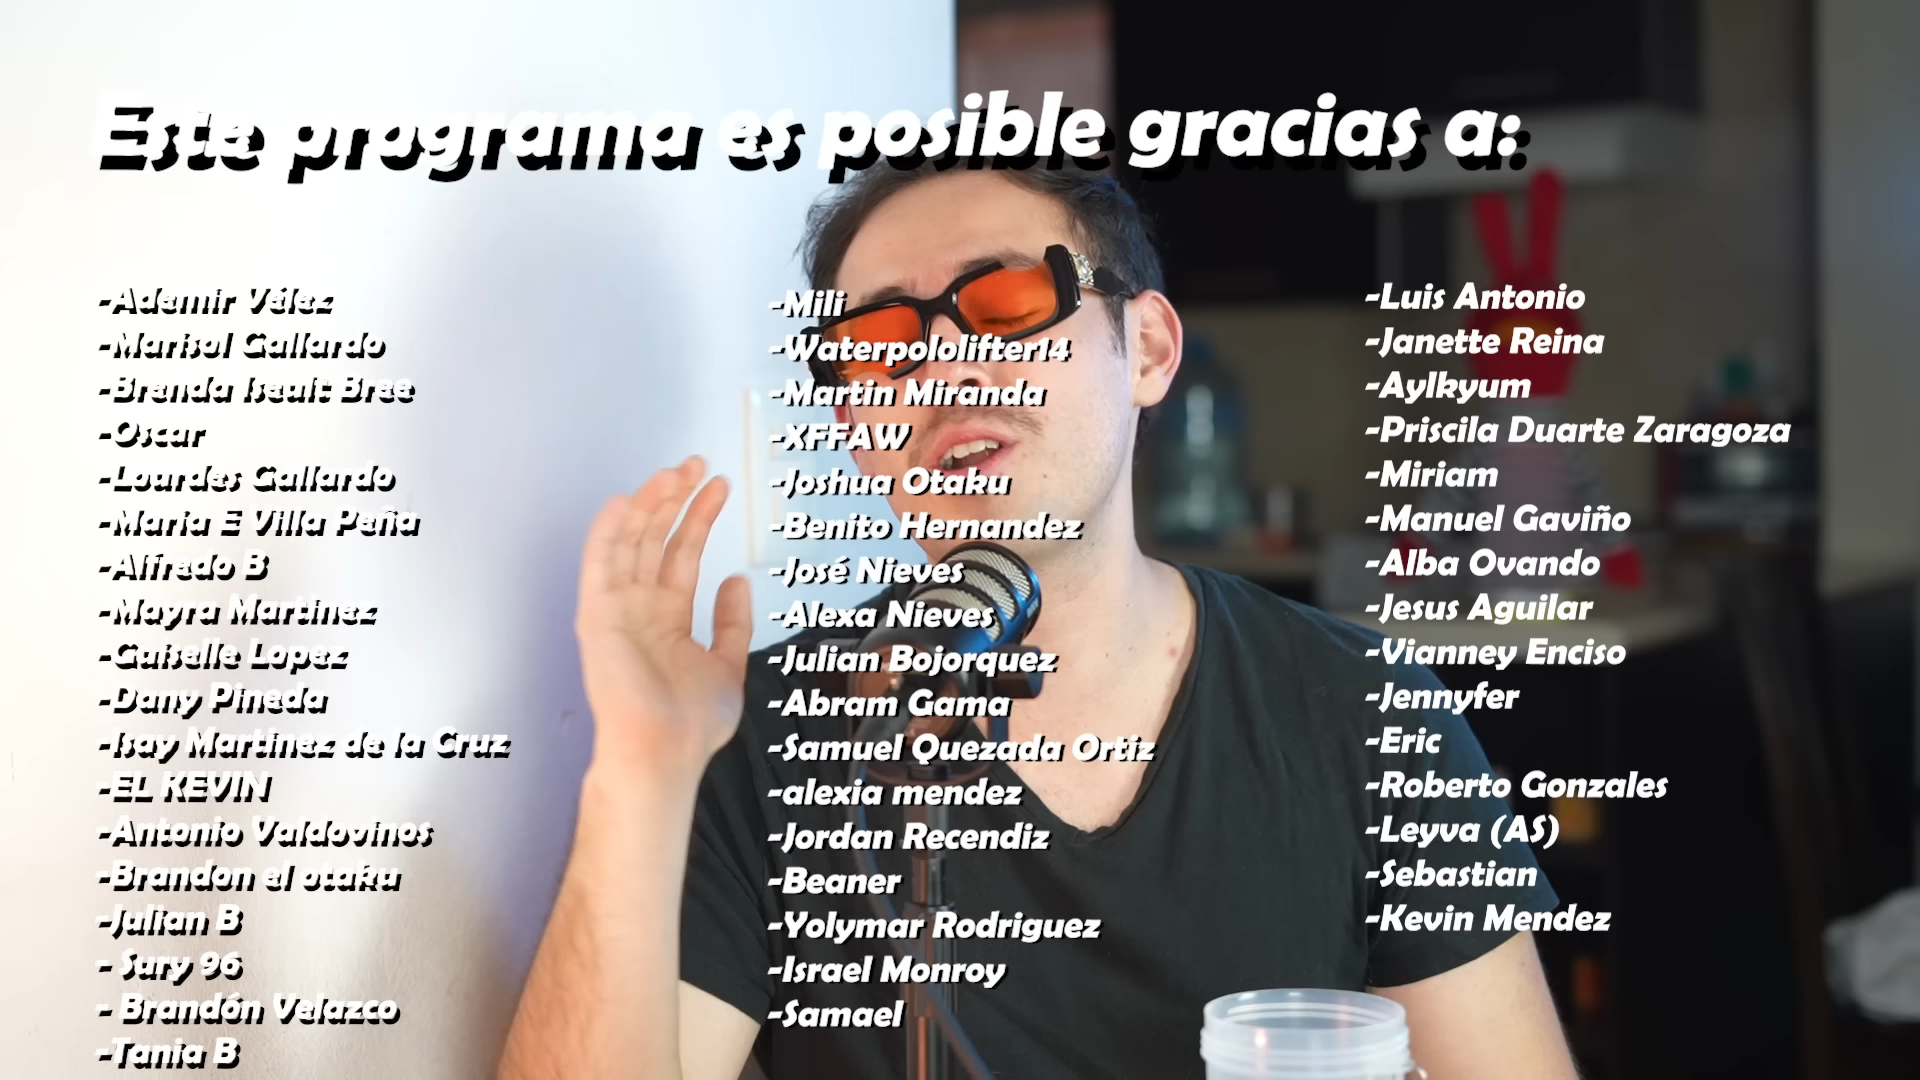 Este programa es posible gracias a:
-Ademir Vélez
-Marisol Gallardo
-Brenda Iseult Bree
-Oscar
-Lourdes Gallardo
-Maria E Villa Peña
-Alfredo B
-Mayra Martinez
-Guiselle Lopez
-Dany Pineda
-Isay Martinez de la Cruz
-EL KEVIN
-Antonio Valdovinos
-Brandon el otaku
-Julian B
- Sury 96
- Brandón Velazco
-Tania B
-Mili
-Waterpololifter14
-Martin Miranda
-XFFAW
-Joshua Otaku
-Benito Hernandez
-José Nieves
-Alexa Nieves
-Julian Bojorquez
-Abram Gama
-Samuel Quezada Ortiz
-alexia mendez
-Jordan Recendiz
-Beaner
-Yolymar Rodriguez
-Israel Monroy
-Samael
-Luis Antonio
-Janette Reina
-Aylkyum
-Priscila Duarte Zaragoza
-Miriam
-Manuel Gaviño
-Alba Ovando
-Jesus Aguilar
-Vianney Enciso
-Jennyfer
-Eric
-Roberto Gonzales
-Leyva (AS)
-Sebastian
-Kevin Mendez